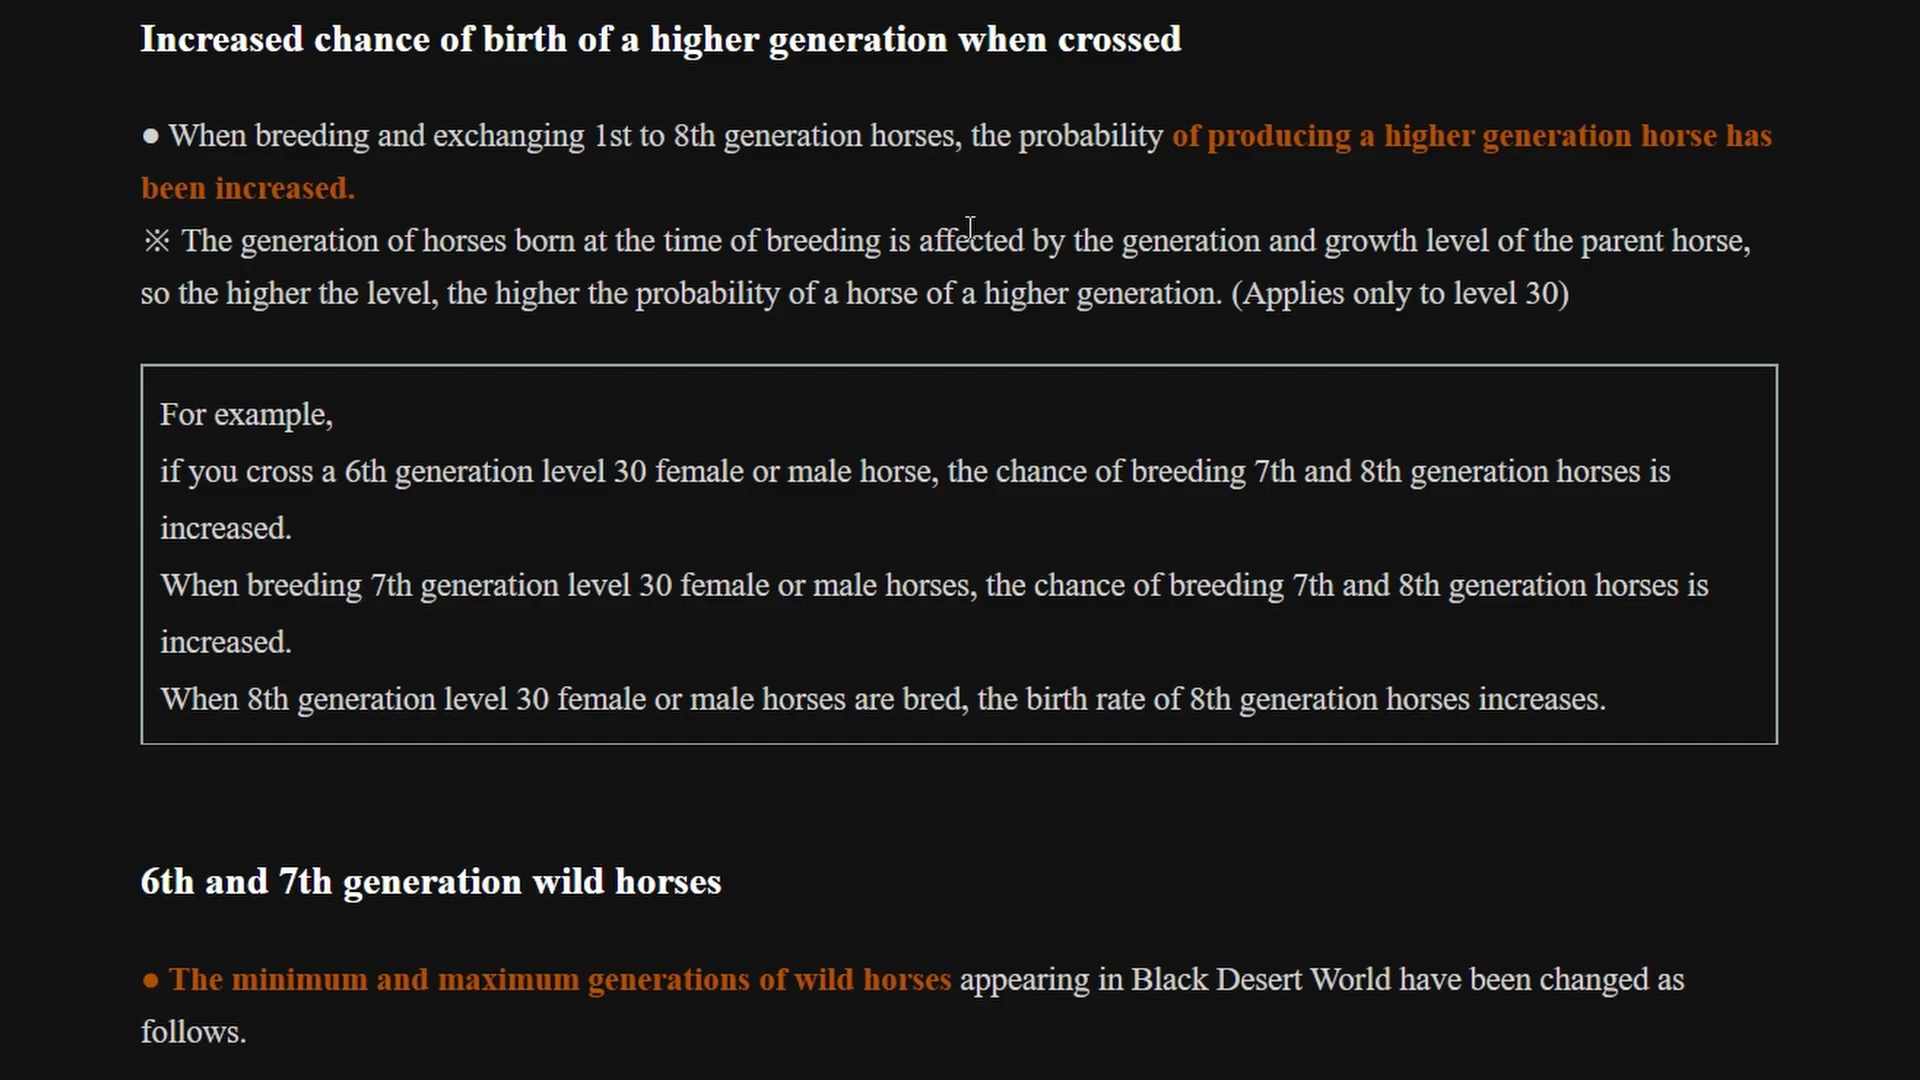 Increased chance of birth of a higher generation when crossed
● When breeding and exchanging 1st to 8th generation horses, the probability of producing a higher generation horse has
been increased.
※ The generation of horses born at the time of breeding is affected by the generation and growth level of the parent horse,
so the higher the level, the higher the probability of a horse of a higher generation. (Applies only to level 30)
For example,
if you cross a 6th generation level 30 female or male horse, the chance of breeding 7th and 8th generation horses is
increased.
When breeding 7th generation level 30 female or male horses, the chance of breeding 7th and 8th generation horses is
increased.
When 8th generation level 30 female or male horses are bred, the birth rate of 8th generation horses increases.
6th and 7th generation wild horses
● The minimum and maximum generations of wild horses appearing in Black Desert World have been changed as
follows.